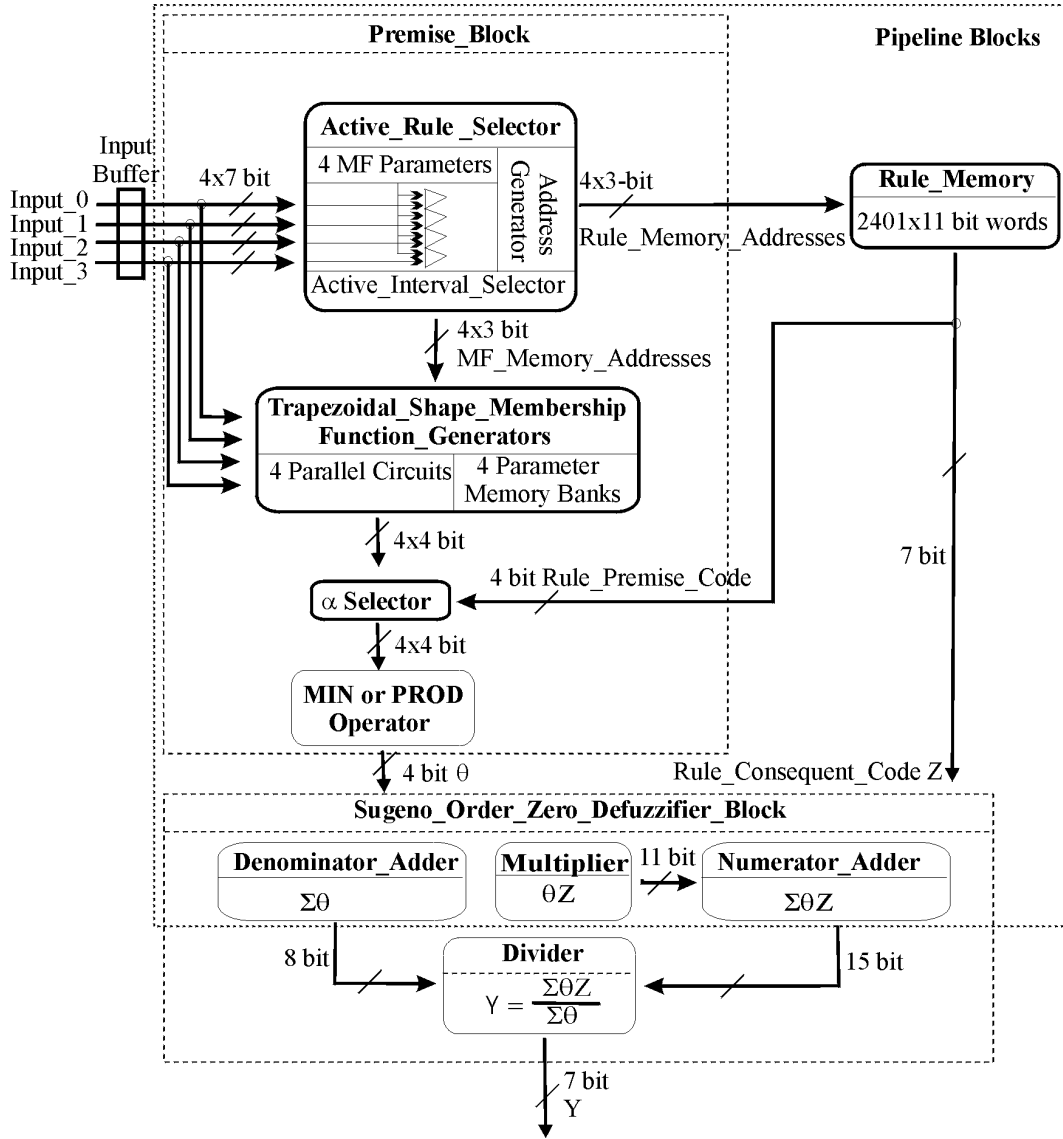 Premise_Block
Pipeline Blocks
Input
Buffer
Input_0
Input_1
Input_2
Input_3
4x7 bit
Active_Rule _Selector
4 MF Parameters
Address
Generator
Active_Interval_Selector
4x3-bit
Rule_Memory_Addresses
Rule_Memory
2401x11 bit words
4x3 bit
MF_Memory_Addresses
Trapezoidal_Shape_Membership
Function_Generators
4 Parallel Circuits
4 Parameter
Memory Banks
4x4 bit
4 bit Rule_Premise_Code
7 bit
α Selector
4x4 bit
MIN or PROD
Operator
4 bit θ
Rule_Consequent_Code Z
Sugeno_Order_Zero_Defuzzifier_Block
Denominator_Adder
Σθ
Multiplier
θZ
11 bit
Numerator_Adder
ΣθZ
8 bit
Divider
Y = ΣθZ / Σθ
15 bit
7 bit
Y